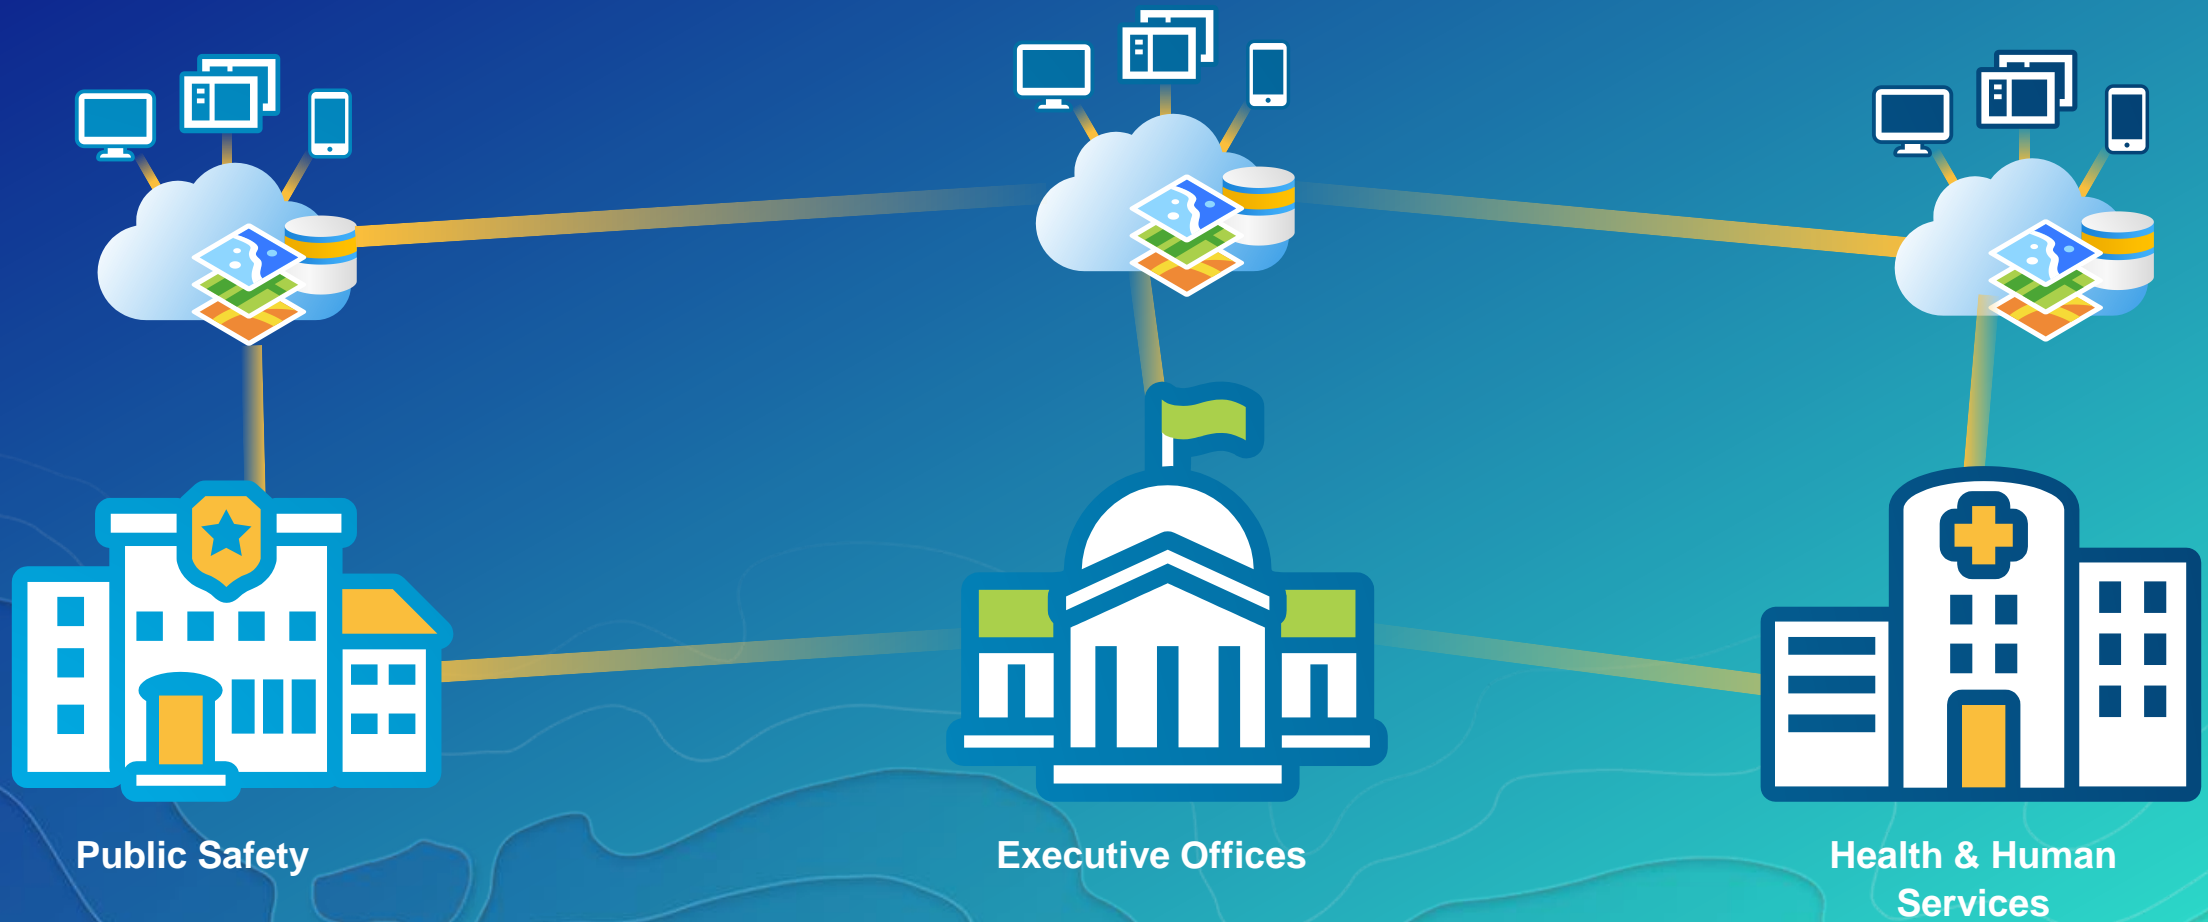 Public Safety
Executive Offices
Health & Human
Services